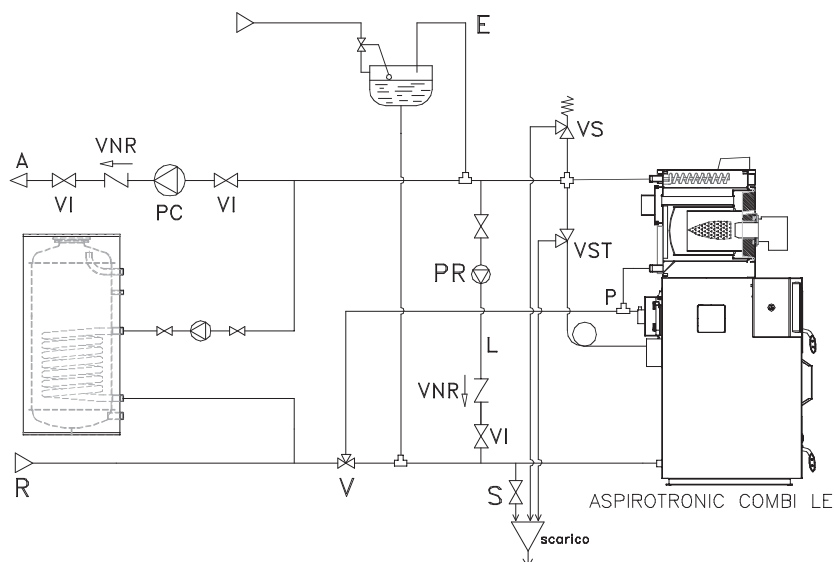 E
VNR
VS
A
VI
PC
VI
VST
PR
P
L
VNR
VI
R
V
S
ASPIROTRONIC COMBI LE
scarico